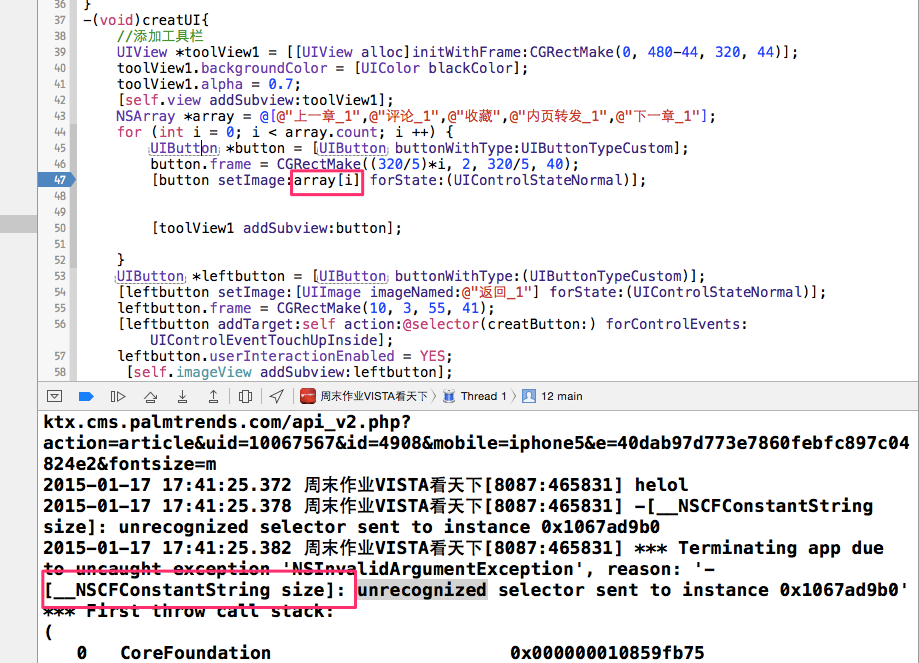 36 }
37 -(void)creatUI{
38 //添加工具栏
39 UIView *toolView1 = [[UIView alloc]initWithFrame:CGRectMake(0, 480-44, 320, 44)];
40 toolView1.backgroundColor = [UIColor blackColor];
41 toolView1.alpha = 0.7;
42 [self.view addSubview:toolView1];
43 NSArray *array = @[@"上一章_1",@"评论_1",@"收藏",@"内页转发_1",@"下一章_1"];
44 for (int i = 0; i < array.count; i ++) {
45 UIButton *button = [UIButton buttonWithType:UIButtonTypeCustom];
46 button.frame = CGRectMake((320/5)*i, 2, 320/5, 40);
47 [button setImage:array[i] forState:(UIControlStateNormal)];
48
49
50 [toolView1 addSubview:button];
51
52 }
53 UIButton *leftbutton = [UIButton buttonWithType:(UIButtonTypeCustom)];
54 [leftbutton setImage:[UIImage imageNamed:@"返回_1"] forState:(UIControlStateNormal)];
55 leftbutton.frame = CGRectMake(10, 3, 55, 41);
56 [leftbutton addTarget:self action:@selector(creatButton:) forControlEvents:
UIControlEventTouchUpInside];
57 leftbutton.userInteractionEnabled = YES;
58 [self.imageView addSubview:leftbutton];
周末作业VISTA看天下 Thread 1 12 main
ktx.cms.palmtrends.com/api_v2.php?
action=article&uid=10067567&id=4908&mobile=iphone5&e=40dab97d773e7860febfc897c04
824e2&fontsize=m
2015-01-17 17:41:25.372 周末作业VISTA看天下[8087:465831] helol
2015-01-17 17:41:25.378 周末作业VISTA看天下[8087:465831] -[__NSCFConstantString
size]: unrecognized selector sent to instance 0x1067ad9b0
2015-01-17 17:41:25.382 周末作业VISTA看天下[8087:465831] *** Terminating app due
to uncaught exception 'NSInvalidArgumentException', reason: '-
[__NSCFConstantString size]: unrecognized selector sent to instance 0x1067ad9b0'
*** First throw call stack:
(
0 CoreFoundation 0x000000010859fb75